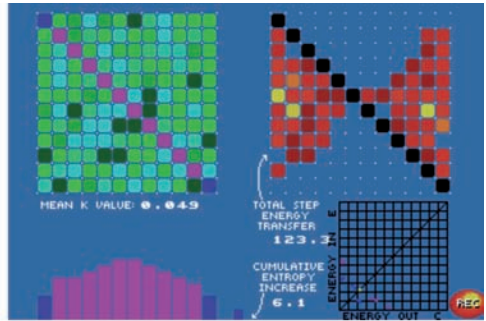 MEAN K VALUE: 0.049
TOTAL STEP
ENERGY
TRANSFER
123.3
CUMULATIVE
ENTROPY
INCREASE
6.1
ENERGY IN E
ENERGY OUT C
REC